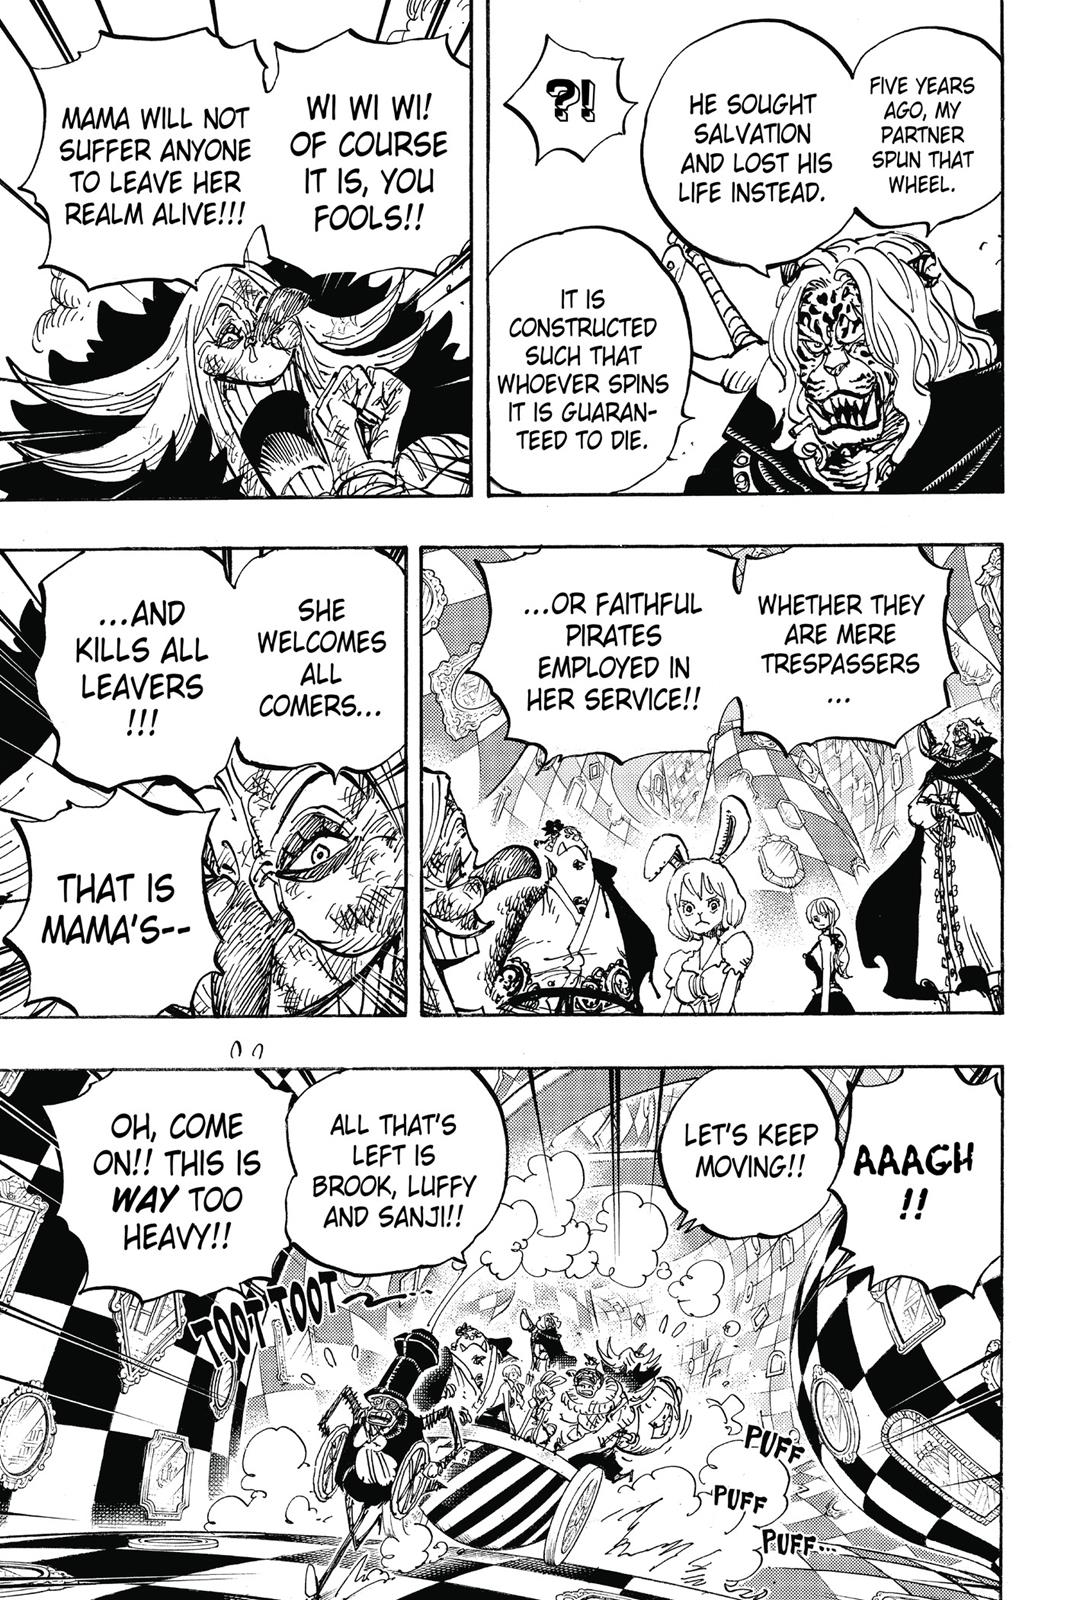 FIVE YEARS
AGO, MY
PARTNER
SPUN THAT
WHEEL.
HE SOUGHT
SALVATION
AND LOST HIS
LIFE INSTEAD.
?!
IT IS
CONSTRUCTED
SUCH THAT
WHOEVER SPINS
IT IS GUARAN-
TEED TO DIE.
WI WI WI!
OF COURSE
IT IS, YOU
FOOLS!!
MAMA WILL NOT
SUFFER ANYONE
TO LEAVE HER
REALM ALIVE!!!
WHETHER THEY
ARE MERE
TRESPASSERS
...
...OR FAITHFUL
PIRATES
EMPLOYED IN
HER SERVICE!!
SHE
WELCOMES
ALL
COMERS...
...AND
KILLS ALL
LEAVERS
!!!
THAT IS
MAMA'S--
AAAGH
!!
LET'S KEEP
MOVING!!
ALL THAT'S
LEFT IS
BROOK, LUFFY
AND SANJI!!
OH, COME
ON!! THIS IS
WAY TOO
HEAVY!!
TOOT TOOT
PUFF
PUFF
PUFF...